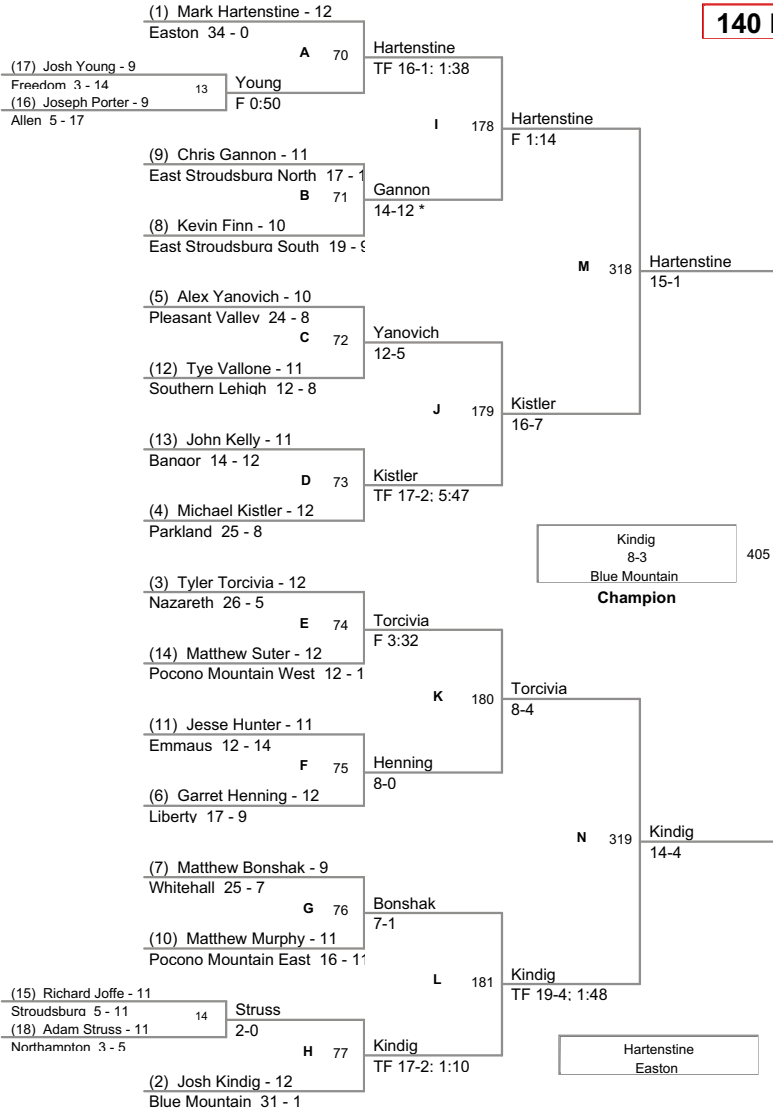 (1) Mark Hartenstine - 12
140
Easton 34 - 0
A 70
Hartenstine
TF 16-1; 1:38
(17) Josh Young - 9
Freedom 3 - 14
13
Young
F 0:50
(16) Joseph Porter - 9
Allen 5 - 17
I 178
Hartenstine
F 1:14
(9) Chris Gannon - 11
East Stroudsburg North 17 - 1
B 71
Gannon
14-12 *
(8) Kevin Finn - 10
East Stroudsburg South 19 - 9
M 318
Hartenstine
15-1
(5) Alex Yanovich - 10
Pleasant Valley 24 - 8
C 72
Yanovich
12-5
(12) Tye Vallone - 11
Southern Lehigh 12 - 8
J 179
Kistler
16-7
(13) John Kelly - 11
Bangor 14 - 12
D 73
Kistler
TF 17-2; 5:47
(4) Michael Kistler - 12
Parkland 25 - 8
Kindig
8-3
405
Blue Mountain
Champion
(3) Tyler Torcivia - 12
Nazareth 26 - 5
E 74
Torcivia
F 3:32
(14) Matthew Suter - 12
Pocono Mountain West 12 - 1
K 180
Torcivia
8-4
(11) Jesse Hunter - 11
Emmaus 12 - 14
F 75
Henning
8-0
(6) Garret Henning - 12
Liberty 17 - 9
N 319
Kindig
14-4
(7) Matthew Bonshak - 9
Whitehall 25 - 7
G 76
Bonshak
7-1
(10) Matthew Murphy - 11
Pocono Mountain East 16 - 11
L 181
Kindig
TF 19-4; 1:48
(15) Richard Joffe - 11
Stroudsburg 5 - 11
14
Struss
2-0
(18) Adam Struss - 11
Northampton 3 - 5
H 77
Kindig
TF 17-2; 1:10
(2) Josh Kindig - 12
Blue Mountain 31 - 1
Hartenstine
Easton